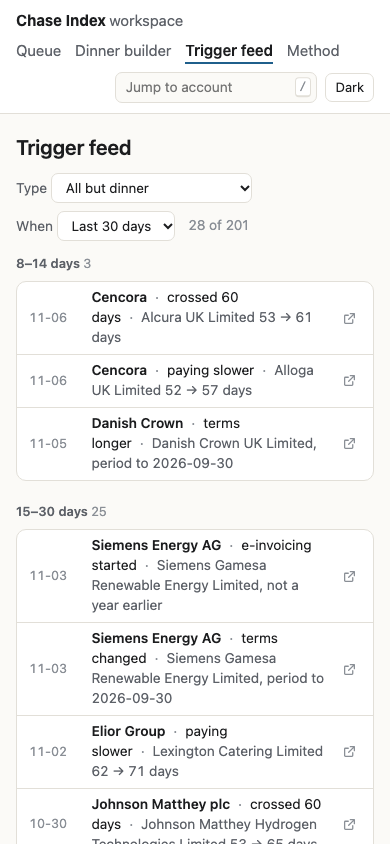 Chase Index workspace
Queue Dinner builder Trigger feed Method
Jump to account / Dark
Trigger feed
Type All but dinner
When Last 30 days 28 of 201
8–14 days 3
11-06 Cencora · crossed 60
days · Alcura UK Limited 53 → 61
days
11-06 Cencora · paying slower · Alloga
UK Limited 52 → 57 days
11-05 Danish Crown · terms
longer · Danish Crown UK Limited,
period to 2026-09-30
15–30 days 25
11-03 Siemens Energy AG · e-invoicing
started · Siemens Gamesa
Renewable Energy Limited, not a
year earlier
11-03 Siemens Energy AG · terms
changed · Siemens Gamesa
Renewable Energy Limited, period to
2026-09-30
11-02 Elior Group · paying
slower · Lexington Catering Limited
62 → 71 days
10-30 Johnson Matthey plc · crossed 60
days · Johnson Matthey Hydrogen
Technologies Limited 53 → 65 days